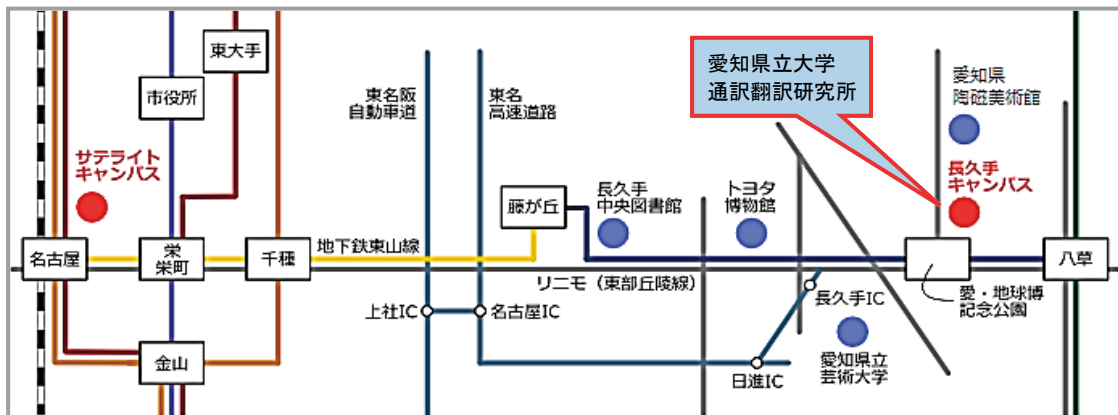 東大手
市役所
サテライト
キャンパス
名古屋
栄
栄町
千種
金山
地下鉄東山線
東名阪
自動車道
東名
高速道路
上社IC
名古屋IC
藤が丘
長久手
中央図書館
トヨタ
博物館
リニモ（東部丘陵線）
長久手IC
日進IC
愛知県立
芸術大学
愛知県立大学
通訳翻訳研究所
愛知県
陶磁美術館
長久手
キャンパス
愛・地球博
記念公園
八草